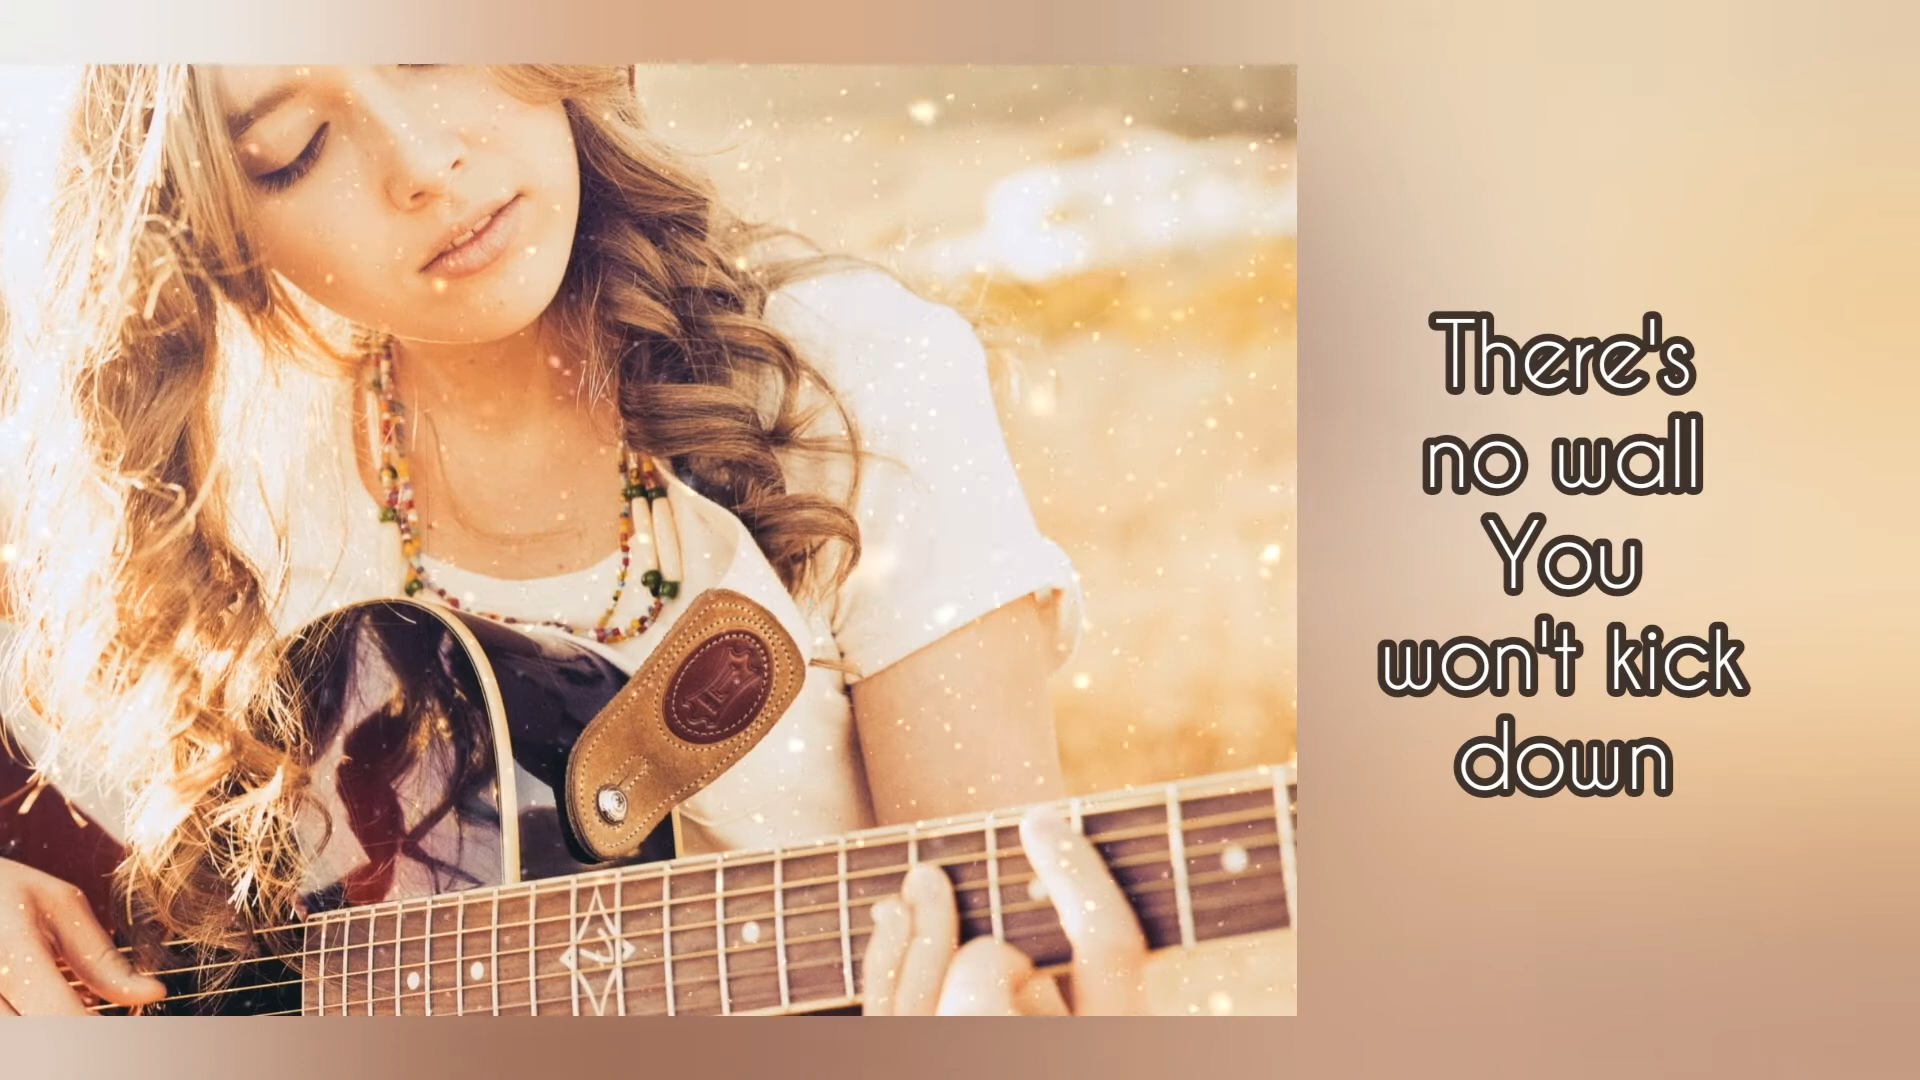 There's
no wall
You
won't kick
down